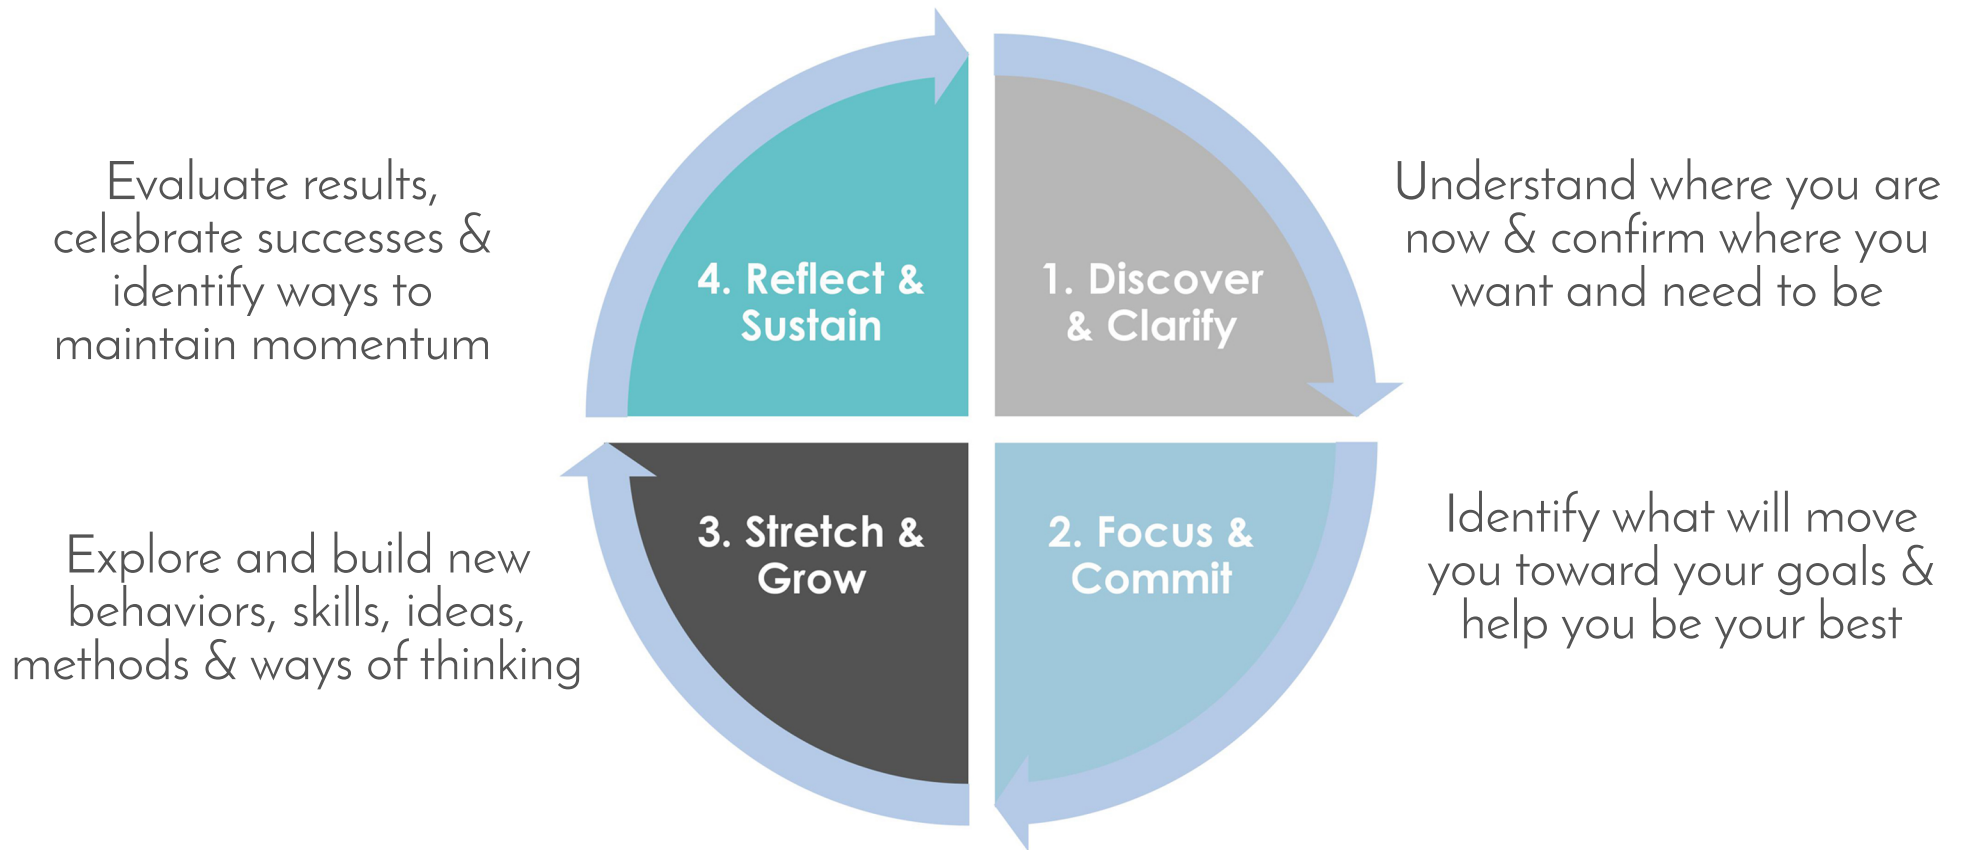 Evaluate results,
celebrate successes &
identify ways to
maintain momentum
4. Reflect &
Sustain
1. Discover
& Clarify
Understand where you are
now & confirm where you
want and need to be
Explore and build new
behaviors, skills, ideas,
methods & ways of thinking
3. Stretch &
Grow
2. Focus &
Commit
Identify what will move
you toward your goals &
help you be your best